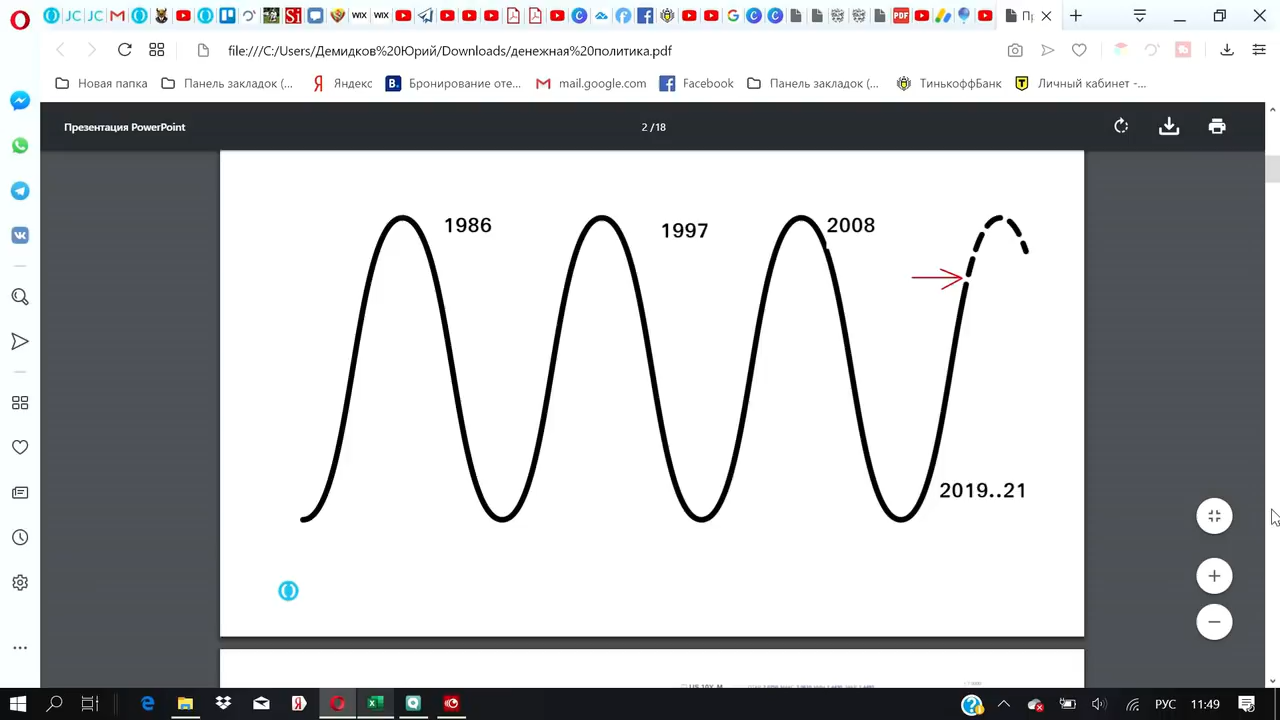 JC
JC
Si
WIX
WIX
PDF
П
file:///C:/Users/Демидков%20Юрий/Downloads/денежная%20политика.pdf
Новая папка
Панель закладок (...
Яндекс
Бронирование оте...
mail.google.com
Facebook
Панель закладок (...
ТинькоффБанк
Личный кабинет -...
Презентация PowerPoint
2 /18
1986
1997
2008
2019..21
РУС
11:49